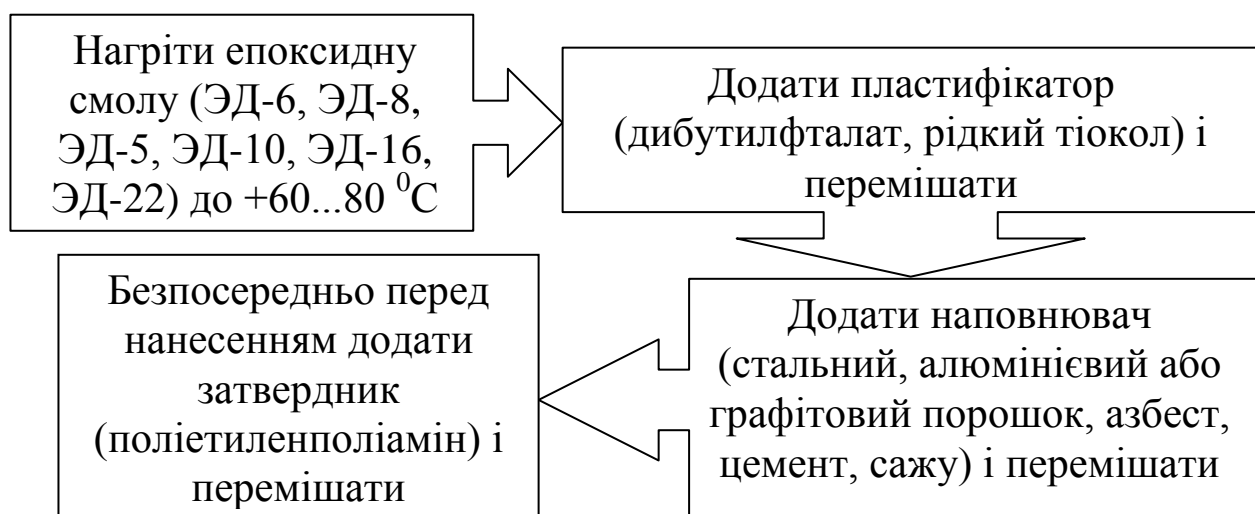 Нагріти епоксидну
смолу (ЭД-6, ЭД-8,
ЭД-5, ЭД-10, ЭД-16,
ЭД-22) до +60...80 ⁰С
Додати пластифікатор
(дибутилфталат, рідкий тіокол) і
перемішати
Додати наповнювач
(стальний, алюмінієвий або
графітовий порошок, азбест,
цемент, сажу) і перемішати
Безпосередньо перед
нанесенням додати
затвердник
(поліетиленполіамін) і
перемішати